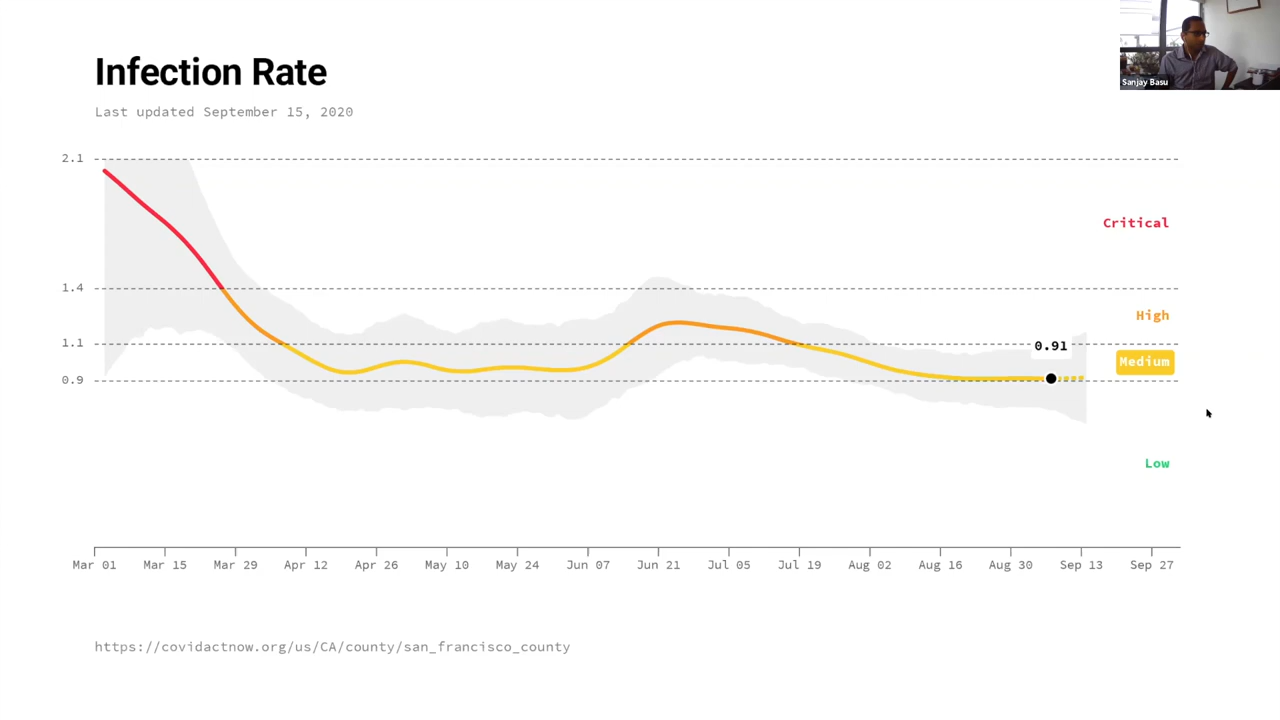 Infection Rate
Last updated September 15, 2020
Sanjay Basu
2.1
Critical
1.4
High
1.1
0.91
Medium
0.9
Low
Mar 01 Mar 15 Mar 29 Apr 12 Apr 26 May 10 May 24 Jun 07 Jun 21 Jul 05 Jul 19 Aug 02 Aug 16 Aug 30 Sep 13 Sep 27
https://covidactnow.org/us/CA/county/san_francisco_county